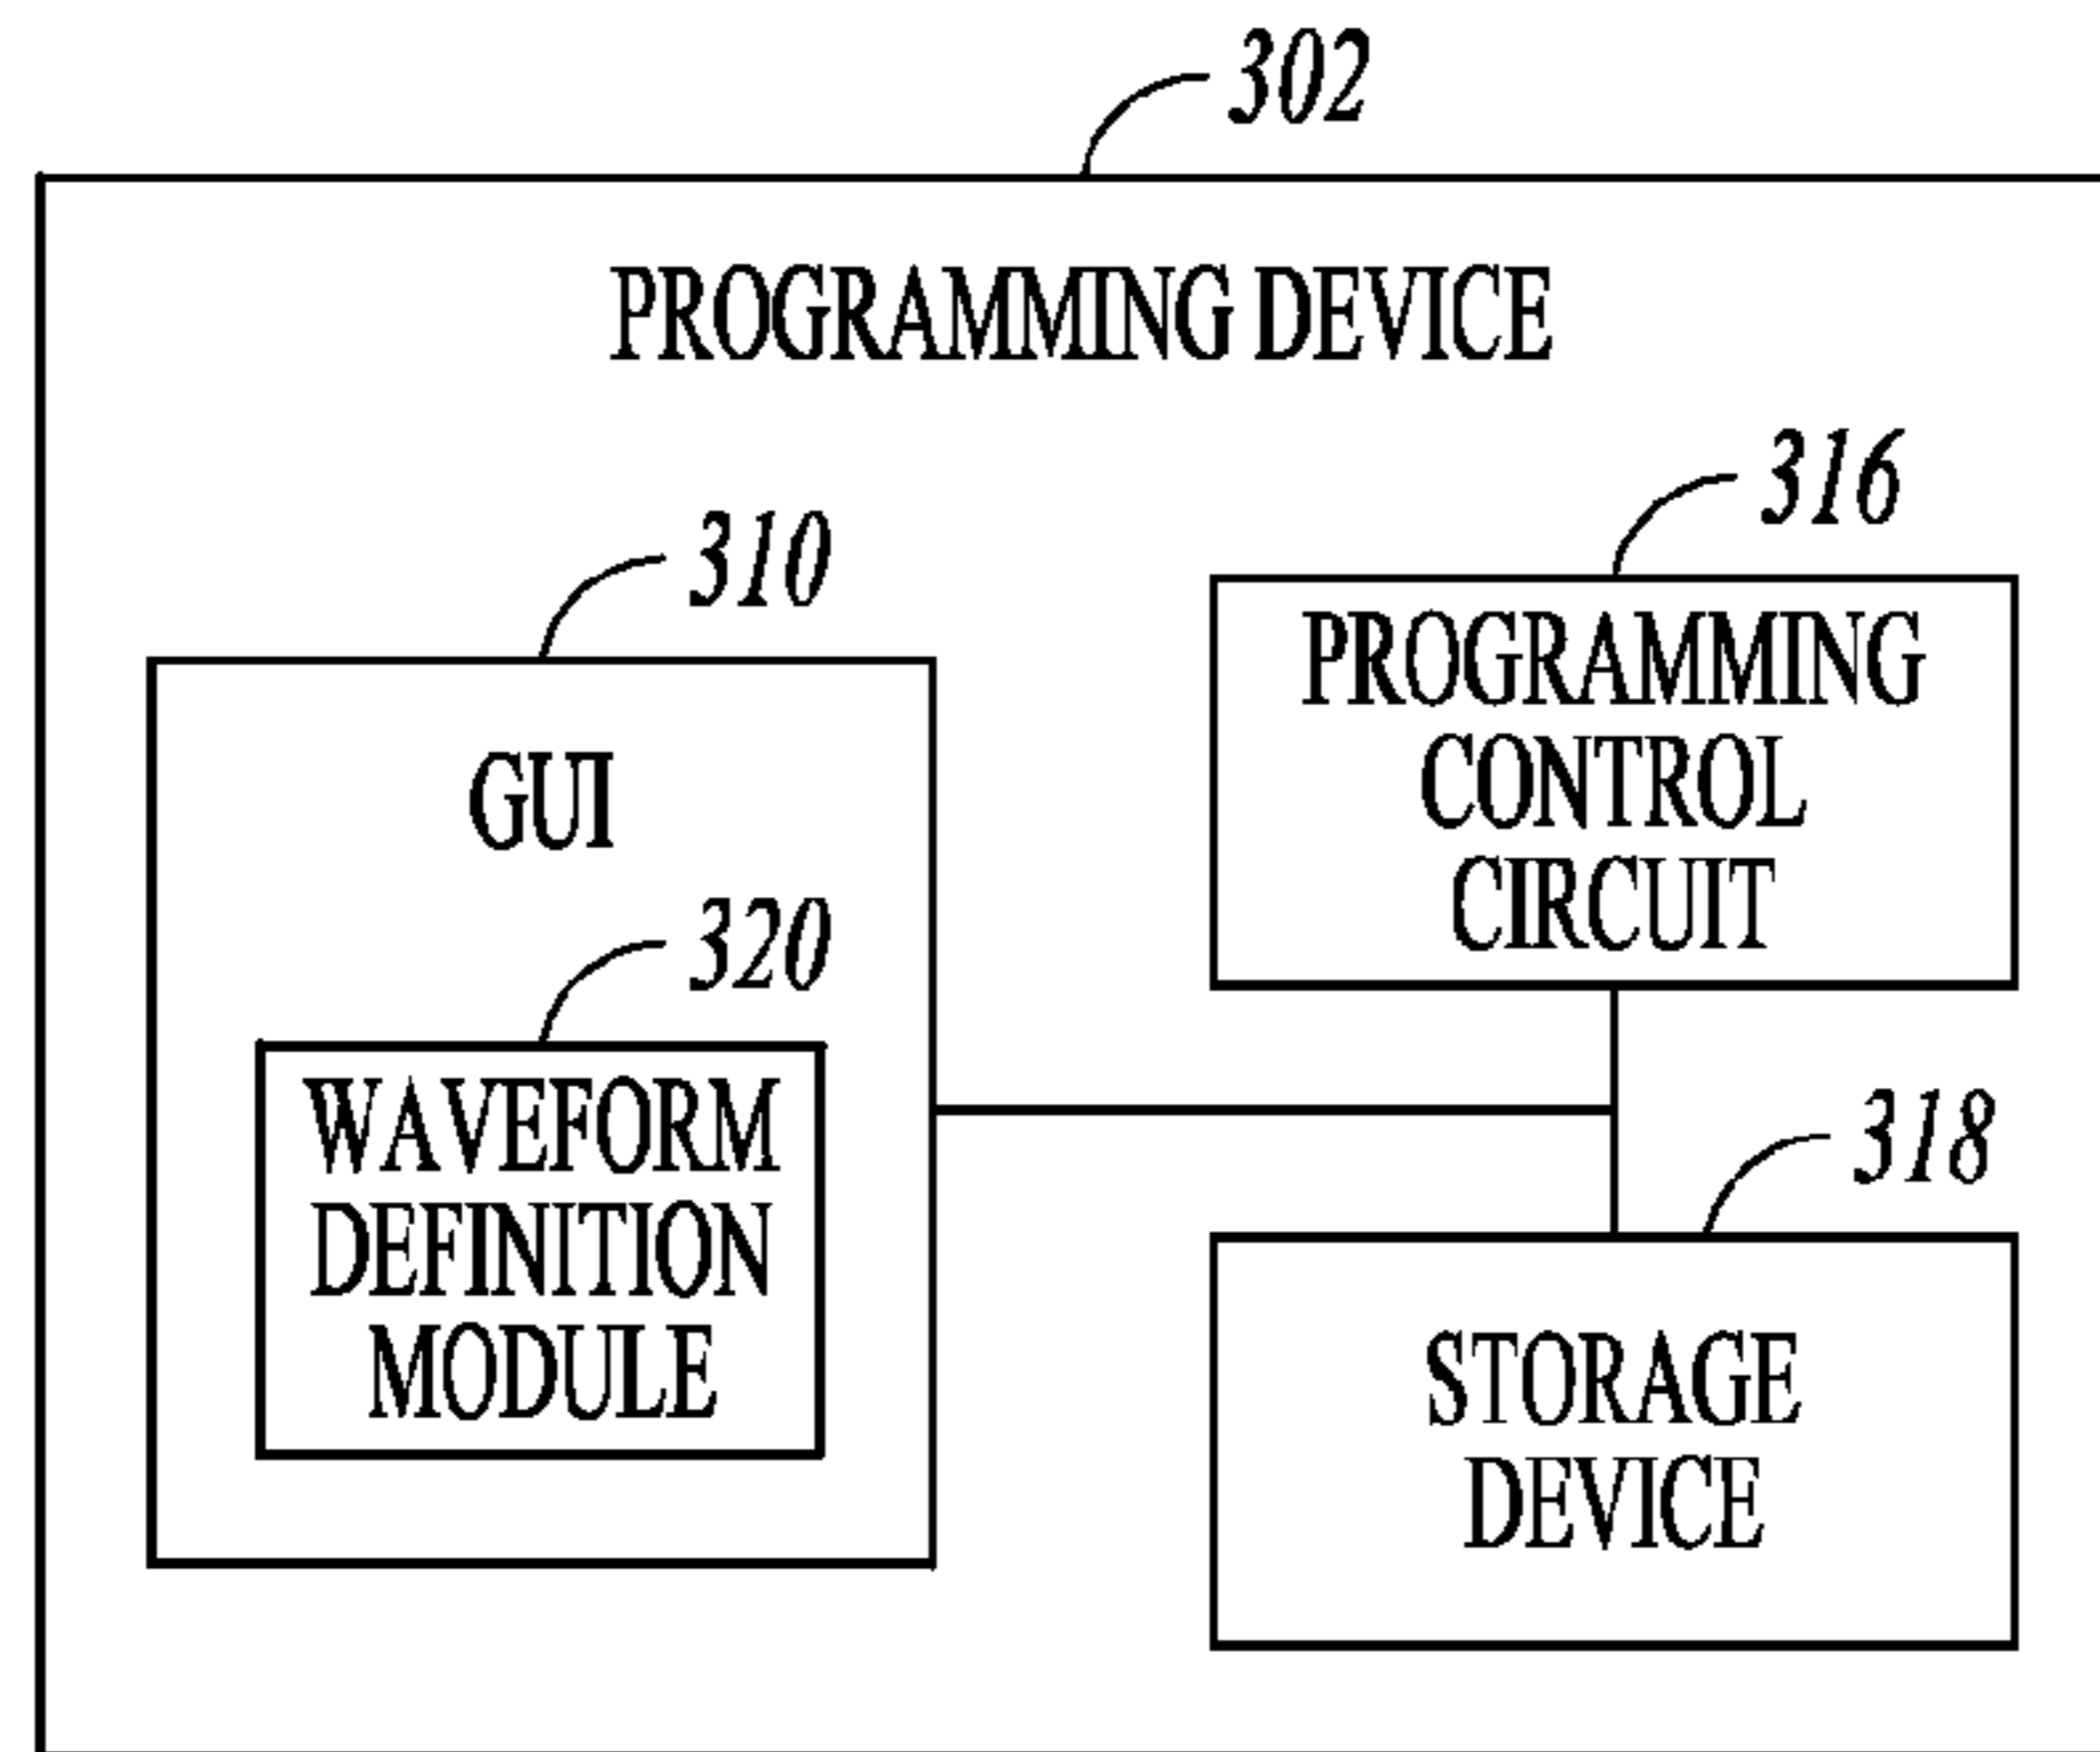 302
PROGRAMMING DEVICE
316
310
PROGRAMMING
CONTROL
CIRCUIT
GUI
320
WAVEFORM
DEFINITION
MODULE
318
STORAGE
DEVICE